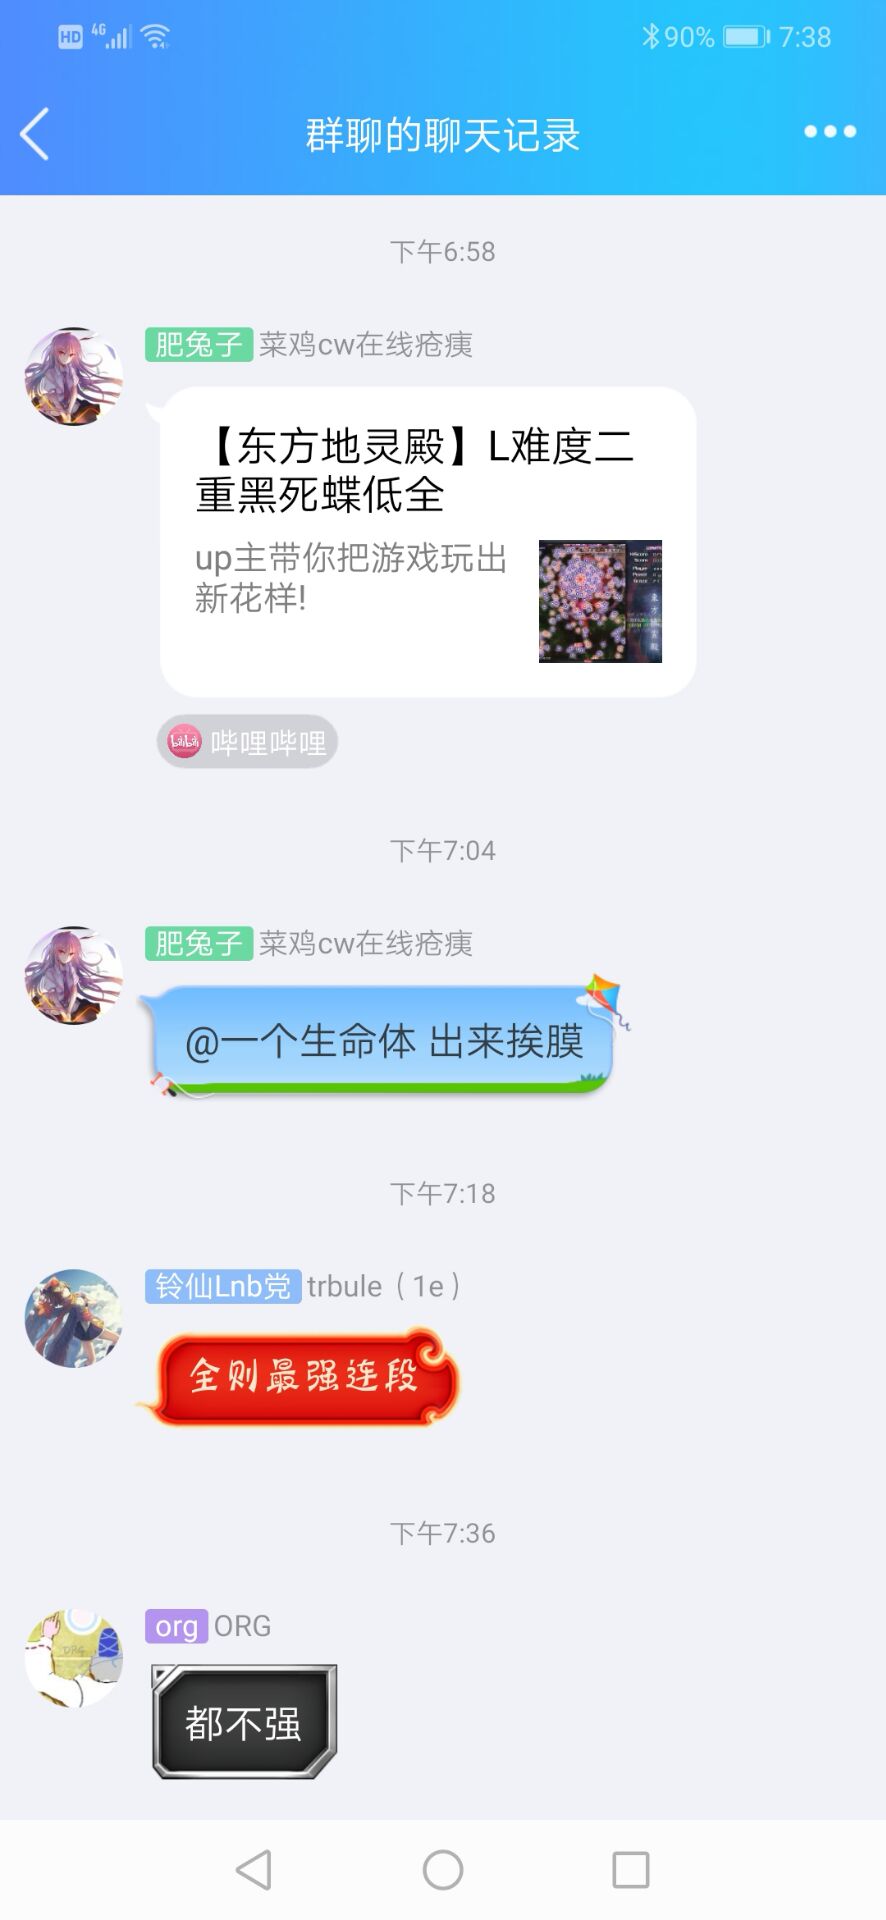 HD 4G 90% 7:38
群聊的聊天记录
下午6:58
肥兔子 菜鸡cw在线疮痍
【东方地灵殿】L难度二
重黑死蝶低全
up主带你把游戏玩出
新花样!
bilibili 哔哩哔哩
下午7:04
肥兔子 菜鸡cw在线疮痍
@一个生命体 出来挨膜
下午7:18
铃仙Lnb党 trbule（1e）
全则最强连段
下午7:36
org ORG
都不强